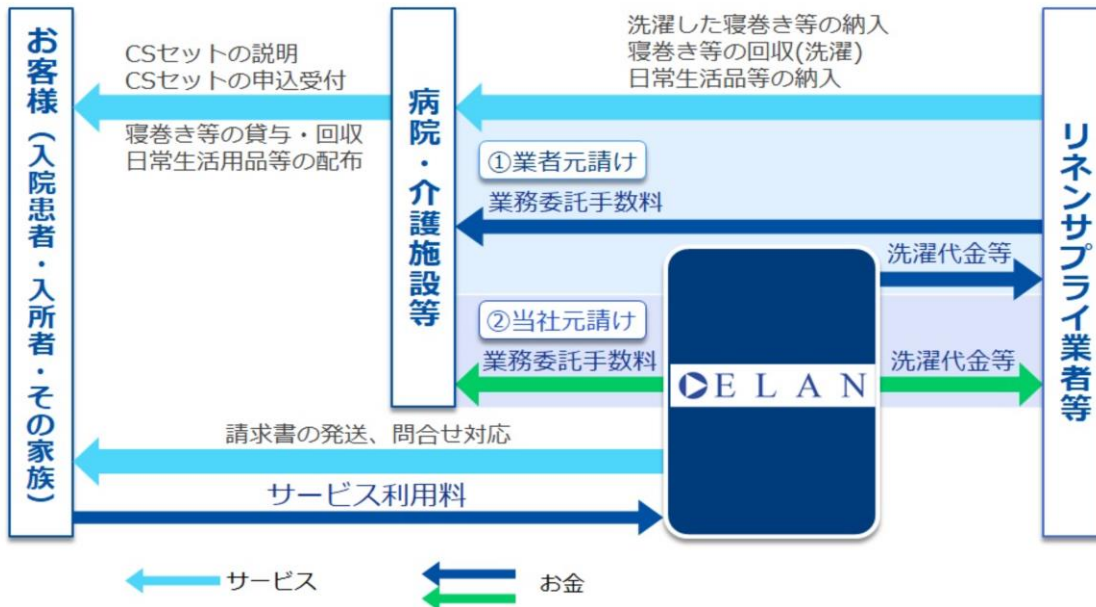 お客様（入院患者・入所者・その家族）
CSセットの説明
CSセットの申込受付
寝巻き等の貸与・回収
日常生活用品等の配布
病院・介護施設等
洗濯した寝巻き等の納入
寝巻き等の回収(洗濯)
日常生活品等の納入
①業者元請け
業務委託手数料
洗濯代金等
②当社元請け
業務委託手数料
洗濯代金等
ELAN
リネンサプライ業者等
請求書の発送、問合せ対応
サービス利用料
サービス
お金